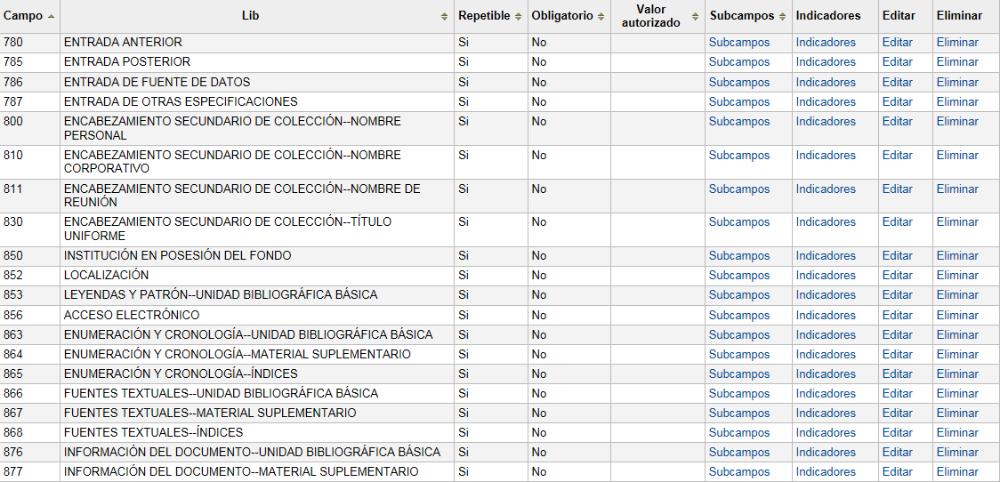 Campo Lib Repetible Obligatorio Valor autorizado Subcampos Indicadores Editar Eliminar
780 ENTRADA ANTERIOR Si No Subcampos Indicadores Editar Eliminar
785 ENTRADA POSTERIOR Si No Subcampos Indicadores Editar Eliminar
786 ENTRADA DE FUENTE DE DATOS Si No Subcampos Indicadores Editar Eliminar
787 ENTRADA DE OTRAS ESPECIFICACIONES Si No Subcampos Indicadores Editar Eliminar
800 ENCABEZAMIENTO SECUNDARIO DE COLECCIÓN--NOMBRE Si No Subcampos Indicadores Editar Eliminar
PERSONAL
810 ENCABEZAMIENTO SECUNDARIO DE COLECCIÓN--NOMBRE Si No Subcampos Indicadores Editar Eliminar
CORPORATIVO
811 ENCABEZAMIENTO SECUNDARIO DE COLECCIÓN--NOMBRE DE Si No Subcampos Indicadores Editar Eliminar
REUNIÓN
830 ENCABEZAMIENTO SECUNDARIO DE COLECCIÓN--TÍTULO Si No Subcampos Indicadores Editar Eliminar
UNIFORME
850 INSTITUCIÓN EN POSESIÓN DEL FONDO Si No Subcampos Indicadores Editar Eliminar
852 LOCALIZACIÓN Si No Subcampos Indicadores Editar Eliminar
853 LEYENDAS Y PATRÓN--UNIDAD BIBLIOGRÁFICA BÁSICA Si No Subcampos Indicadores Editar Eliminar
856 ACCESO ELECTRÓNICO Si No Subcampos Indicadores Editar Eliminar
863 ENUMERACIÓN Y CRONOLOGÍA--UNIDAD BIBLIOGRÁFICA BÁSICA Si No Subcampos Indicadores Editar Eliminar
864 ENUMERACIÓN Y CRONOLOGÍA--MATERIAL SUPLEMENTARIO Si No Subcampos Indicadores Editar Eliminar
865 ENUMERACIÓN Y CRONOLOGÍA--ÍNDICES Si No Subcampos Indicadores Editar Eliminar
866 FUENTES TEXTUALES--UNIDAD BIBLIOGRÁFICA BÁSICA Si No Subcampos Indicadores Editar Eliminar
867 FUENTES TEXTUALES--MATERIAL SUPLEMENTARIO Si No Subcampos Indicadores Editar Eliminar
868 FUENTES TEXTUALES--ÍNDICES Si No Subcampos Indicadores Editar Eliminar
876 INFORMACIÓN DEL DOCUMENTO--UNIDAD BIBLIOGRÁFICA BÁSICA Si No Subcampos Indicadores Editar Eliminar
877 INFORMACIÓN DEL DOCUMENTO--MATERIAL SUPLEMENTARIO Si No Subcampos Indicadores Editar Eliminar